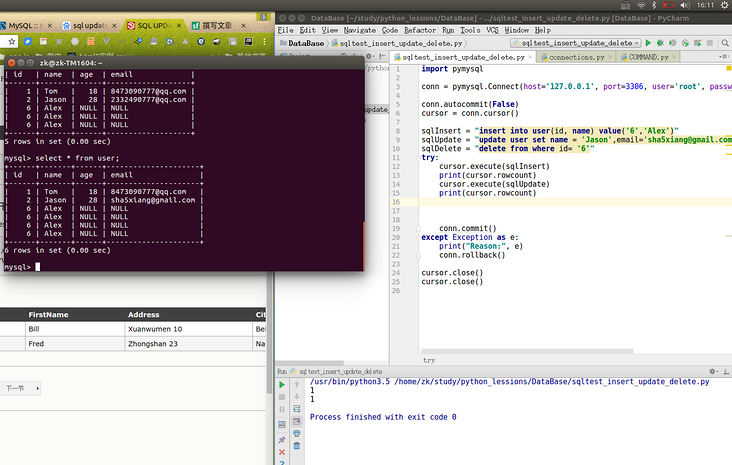 16:11
MySQL ::
sql updat
SQL UPDA
撰写文章
DataBase [~/study/python_lessions/DataBase] - .../sqltest_insert_update_delete.py [DataBase] - PyCharm
File Edit View Navigate Code Refactor Run Tools VCS Window Help
DataBase
sqltest_insert_update_delete.py
sqltest_insert_update_delete
zk@zk-TM1604: ~
sqltest_insert_update_delete.py
connections.py
COMMAND.py
| id | name | age | email |
| 1 | Tom | 18 | 8473090777@qq.com |
| 2 | Jason | 28 | 2332490777@qq.com |
| 6 | Alex | NULL | NULL |
| 6 | Alex | NULL | NULL |
| 6 | Alex | NULL | NULL |
5 rows in set (0.00 sec)
mysql> select * from user;
| id | name | age | email |
| 1 | Tom | 18 | 8473090777@qq.com |
| 2 | Jason | 28 | sha5xiang@gmail.com |
| 6 | Alex | NULL | NULL |
| 6 | Alex | NULL | NULL |
| 6 | Alex | NULL | NULL |
| 6 | Alex | NULL | NULL |
6 rows in set (0.00 sec)
mysql>
1 import pymysql
2
3 conn = pymysql.Connect(host='127.0.0.1', port=3306, user='root', passw
4
5 conn.autocommit(False)
6 cursor = conn.cursor()
7
8 sqlInsert = "insert into user(id, name) value('6','Alex')"
9 sqlUpdate = "update user set name = 'Jason',email='sha5xiang@gmail.com
10 sqlDelete = "delete from where id= '6'"
11 try:
12 cursor.execute(sqlInsert)
13 print(cursor.rowcount)
14 cursor.execute(sqlUpdate)
15 print(cursor.rowcount)
16
17
18
19 conn.commit()
20 except Exception as e:
21 print("Reason:", e)
22 conn.rollback()
23
24 cursor.close()
25 cursor.close()
26
try
FirstName Address Cit
Bill Xuanwumen 10 Bei
Fred Zhongshan 23 Na
下一节
Run sqltest_insert_update_delete
/usr/bin/python3.5 /home/zk/study/python_lessions/DataBase/sqltest_insert_update_delete.py
1
1
Process finished with exit code 0